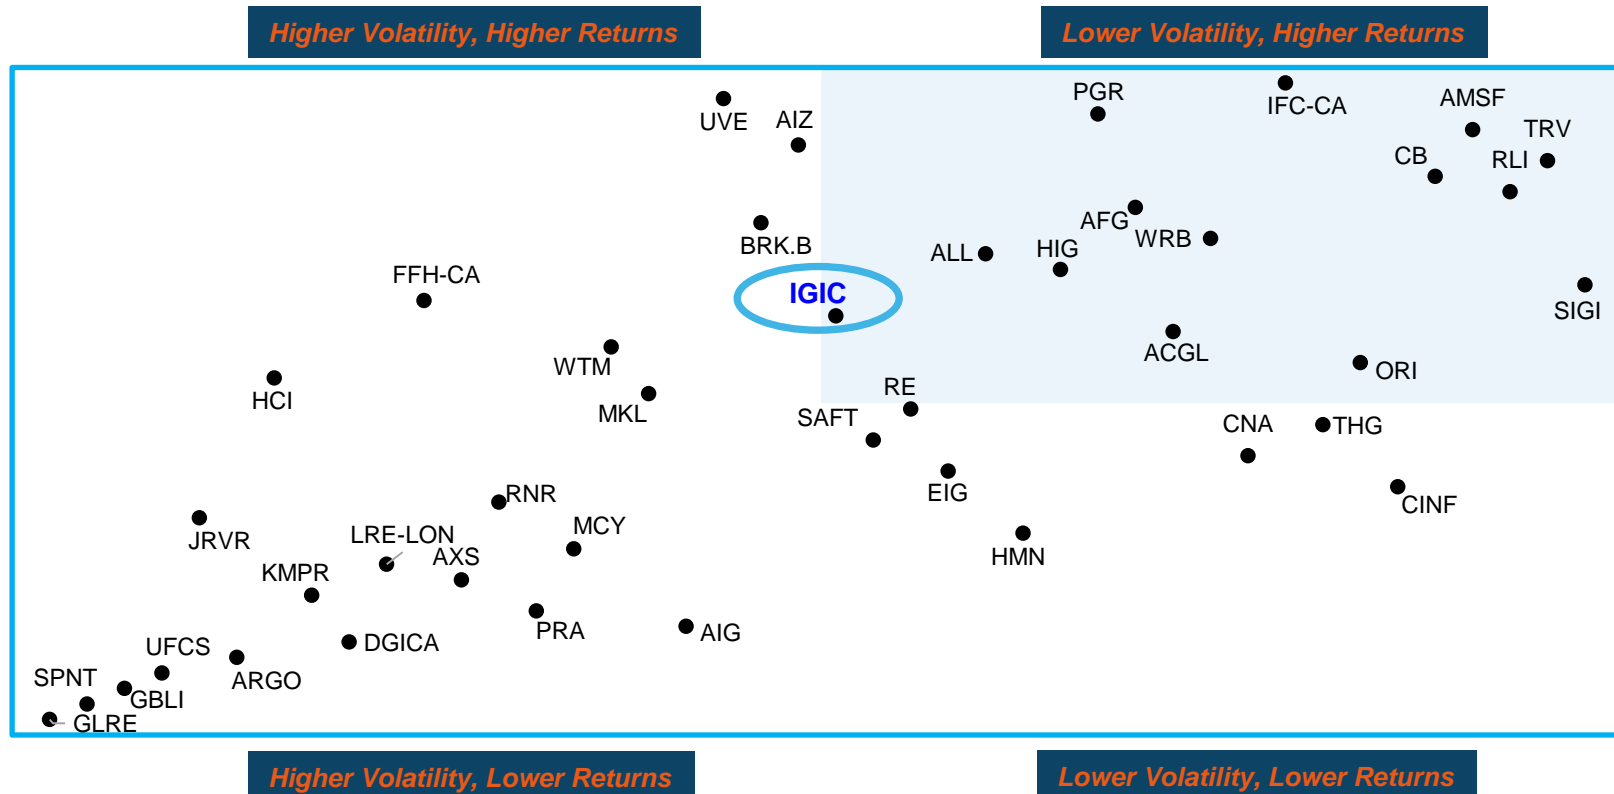 Higher Volatility, Higher Returns
Lower Volatility, Higher Returns
UVE
AIZ
PGR
IFC-CA
AMSF
TRV
CB
RLI
AFG
WRB
BRK.B
ALL
HIG
FFH-CA
IGIC
SIGI
ACGL
WTM
ORI
HCI
MKL
RE
SAFT
CNA
THG
EIG
CINF
RNR
MCY
JRVR
LRE-LON
AXS
HMN
KMPR
PRA
AIG
UFCS
DGICA
SPNT
ARGO
GBLI
GLRE
Higher Volatility, Lower Returns
Lower Volatility, Lower Returns